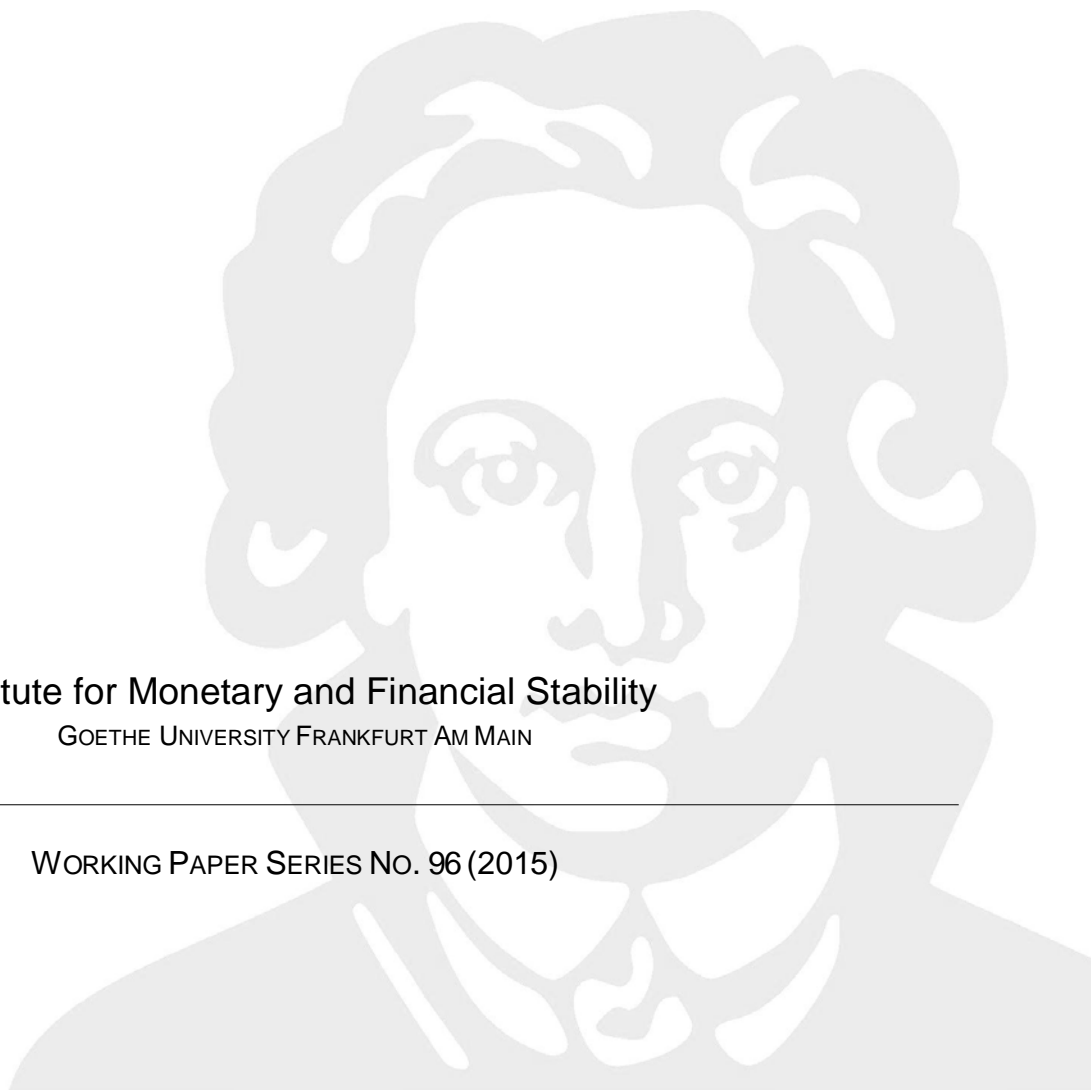 tute for Monetary and Financial Stability
GOETHE UNIVERSITY FRANKFURT AM MAIN
WORKING PAPER SERIES NO. 96 (2015)